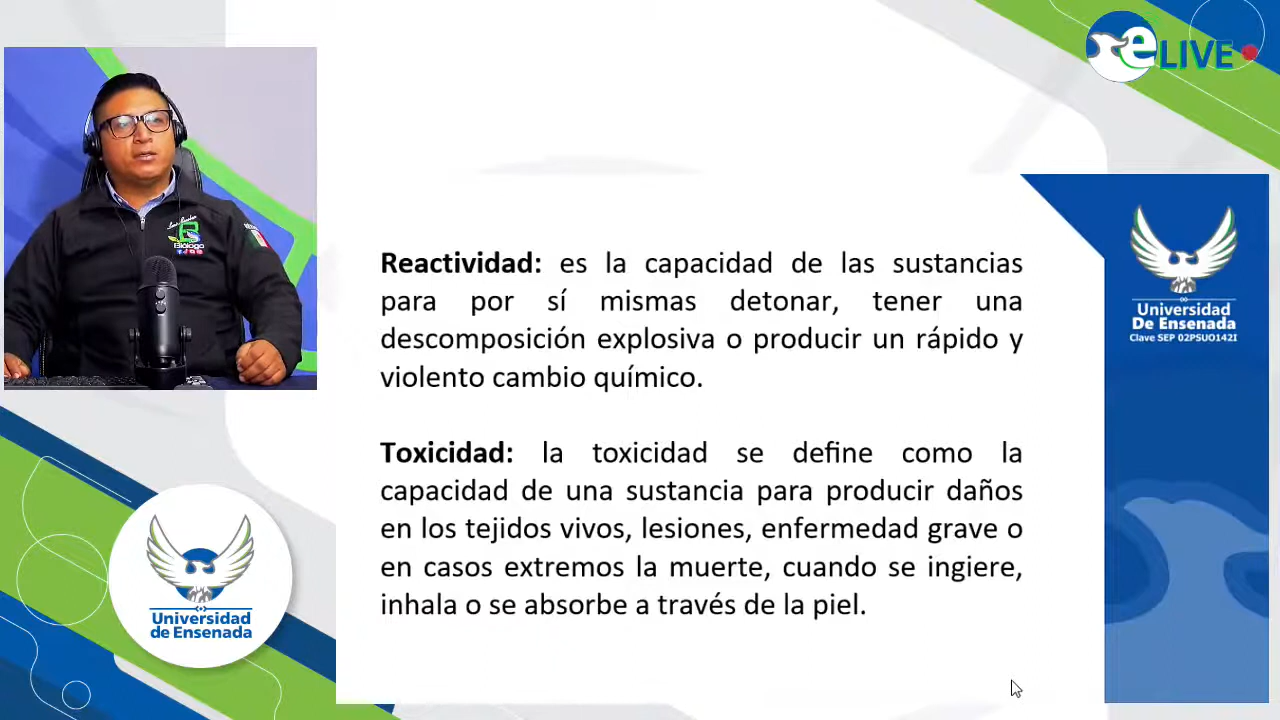 e LIVE
Biólogo
Reactividad: es la capacidad de las sustancias
para por sí mismas detonar, tener una
descomposición explosiva o producir un rápido y
violento cambio químico.
Toxicidad: la toxicidad se define como la
capacidad de una sustancia para producir daños
en los tejidos vivos, lesiones, enfermedad grave o
en casos extremos la muerte, cuando se ingiere,
inhala o se absorbe a través de la piel.
Universidad
De Ensenada
Clave SEP 02PSU0142I
Universidad
de Ensenada